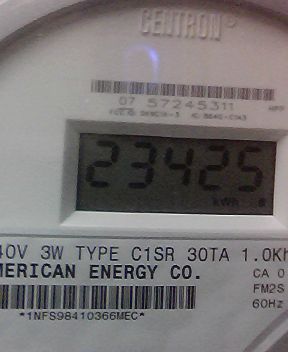 CENTRON®
07 57245311
23425
kWh
40V 3W TYPE C1SR 30TA 1.0Kh
MERICAN ENERGY CO.
CA 0
FM2S
60Hz
*1NFS98410366MEC*